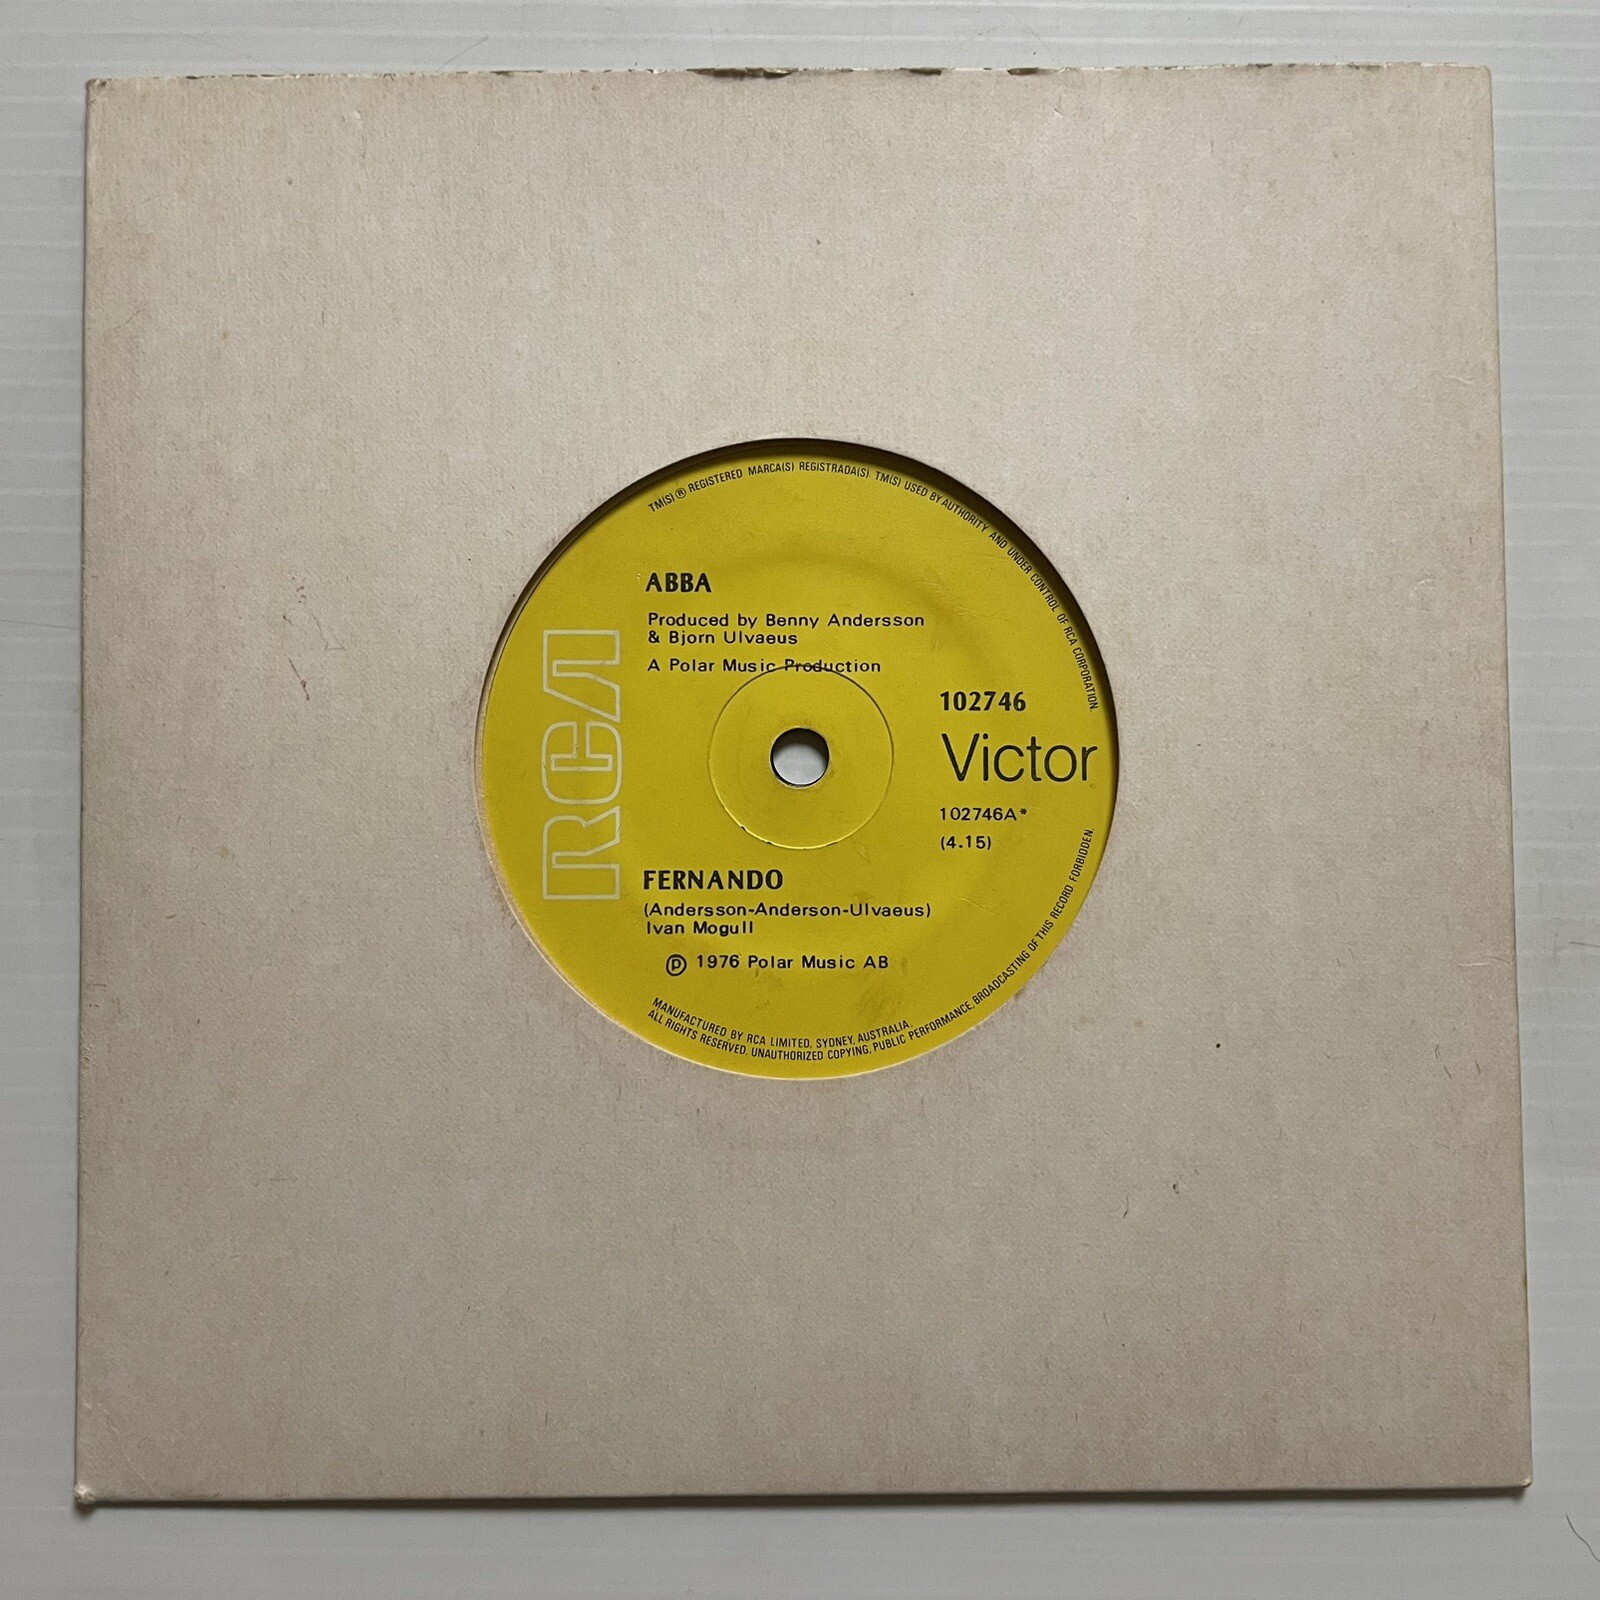 TM(S) ® REGISTERED MARCA(S) REGISTRADA(S). TM(S) USED BY AUTHORITY AND UNDER CONTROL OF RCA CORPORATION.
ABBA
Produced by Benny Andersson
& Bjorn Ulvaeus
A Polar Music Production
RCA
102746
Victor
102746A*
(4.15)
FERNANDO
(Andersson-Anderson-Ulvaeus)
Ivan Mogull
℗ 1976 Polar Music AB
MANUFACTURED BY RCA LIMITED, SYDNEY, AUSTRALIA.
ALL RIGHTS RESERVED. UNAUTHORIZED COPYING, PUBLIC PERFORMANCE, BROADCASTING OF THIS RECORD FORBIDDEN.